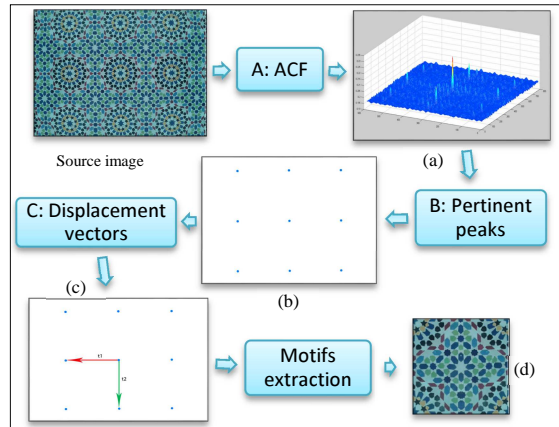 A: ACF
Source image
(a)
C: Displacement
vectors
B: Pertinent
peaks
(c)
(b)
t1
t2
Motifs
extraction
(d)